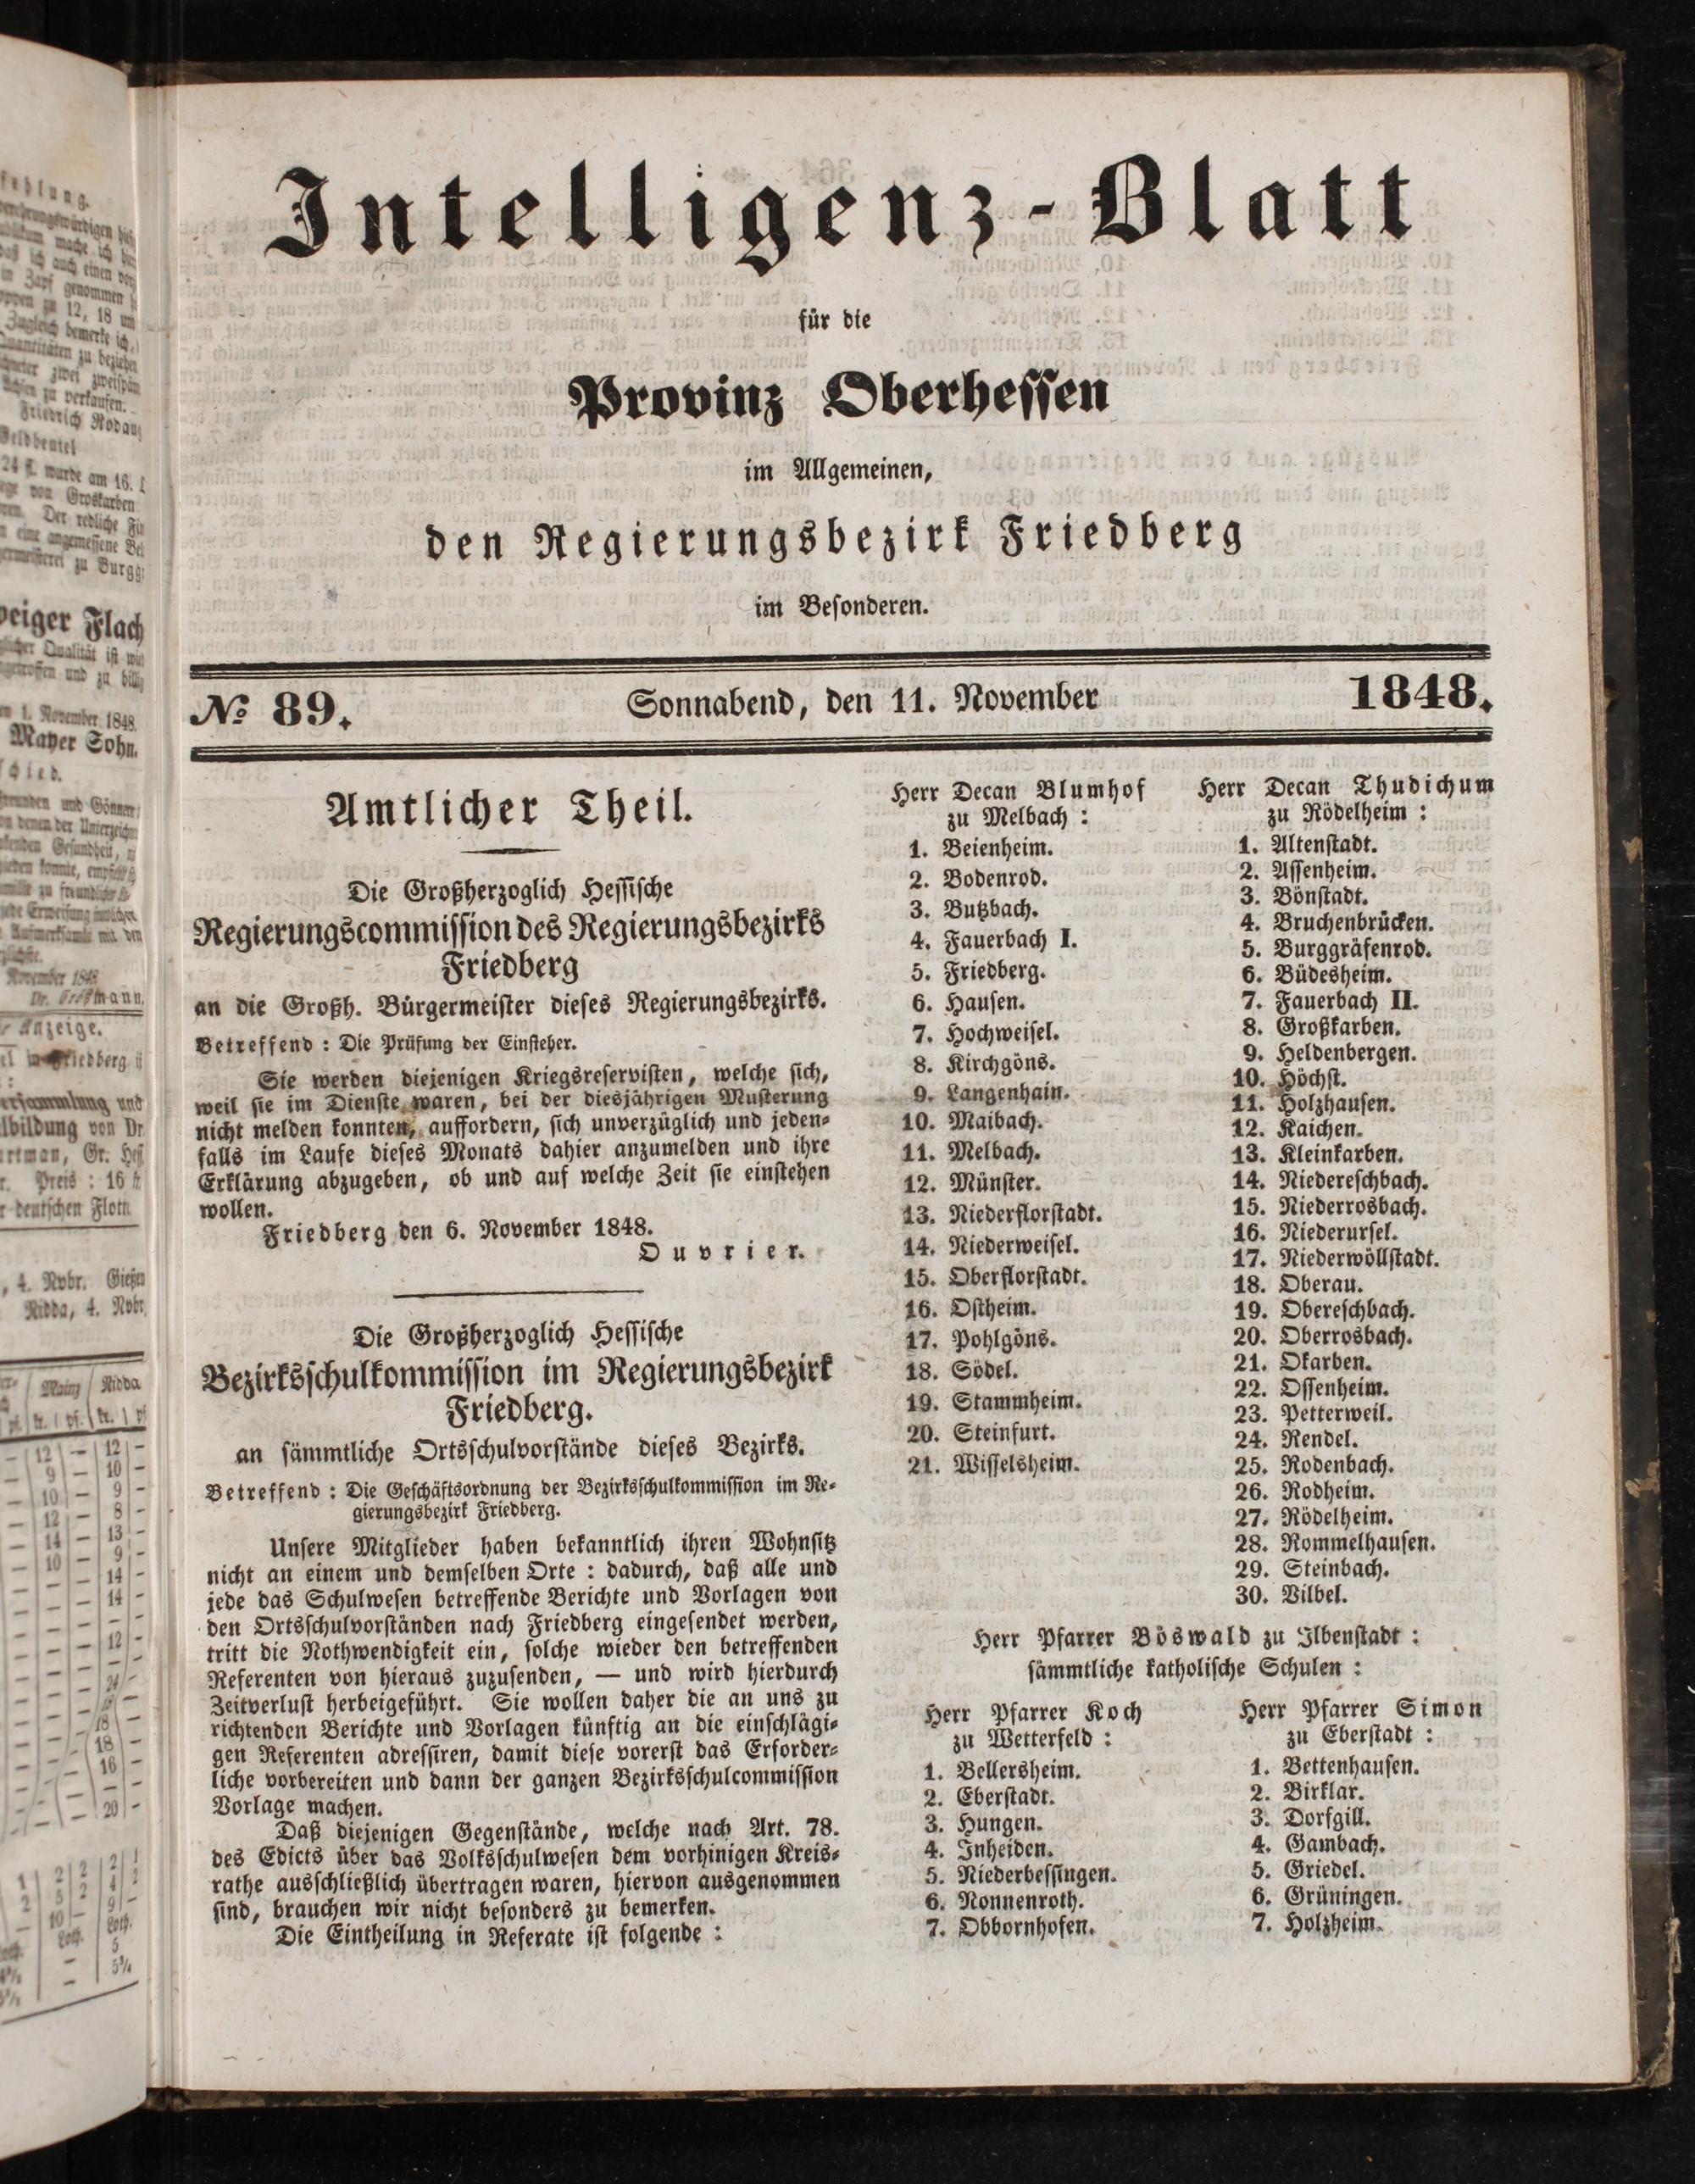 Intelligenz-Blatt
für die
Provinz Oberhessen
im Allgemeinen,
den Regierungsbezirk Friedberg
im Besonderen.
№ 89.
Sonnabend, den 11. November
1848.
Amtlicher Theil.
Die Großherzoglich Hessische
Regierungscommission des Regierungsbezirks
Friedberg
an die Großh. Bürgermeister dieses Regierungsbezirks.
Betreffend : Die Prüfung der Einsteher.
Sie werden diejenigen Kriegsreservisten, welche sich,
weil sie im Dienste waren, bei der diesjährigen Musterung
nicht melden konnten, auffordern, sich unverzüglich und jeden-
falls im Laufe dieses Monats dahier anzumelden und ihre
Erklärung abzugeben, ob und auf welche Zeit sie einstehen
wollen.
Friedberg den 6. November 1848.
Ouvrier.
Die Großherzoglich Hessische
Bezirksschulkommission im Regierungsbezirk
Friedberg.
an sämmtliche Ortsschulvorstände dieses Bezirks.
Betreffend : Die Geschäftsordnung der Bezirksschulkommission im Re-
gierungsbezirk Friedberg.
Unsere Mitglieder haben bekanntlich ihren Wohnsitz
nicht an einem und demselben Orte : dadurch, daß alle und
jede das Schulwesen betreffende Berichte und Vorlagen von
den Ortsschulvorständen nach Friedberg eingesendet werden,
tritt die Nothwendigkeit ein, solche wieder den betreffenden
Referenten von hieraus zuzusenden, — und wird hierdurch
Zeitverlust herbeigeführt. Sie wollen daher die an uns zu
richtenden Berichte und Vorlagen künftig an die einschlägi-
gen Referenten adressiren, damit diese vorerst das Erforder-
liche vorbereiten und dann der ganzen Bezirksschulcommission
Vorlage machen.
Daß diejenigen Gegenstände, welche nach Art. 78.
des Edicts über das Volksschulwesen dem vorhinigen Kreis-
rathe ausschließlich übertragen waren, hiervon ausgenommen
sind, brauchen wir nicht besonders zu bemerken.
Die Eintheilung in Referate ist folgende :
Herr Decan Blumhof
zu Melbach :
1. Beienheim.
2. Bodenrod.
3. Butzbach.
4. Fauerbach I.
5. Friedberg.
6. Hausen.
7. Hochweisel.
8. Kirchgöns.
9. Langenhain.
10. Maibach.
11. Melbach.
12. Münster.
13. Niederflorstadt.
14. Niederweisel.
15. Oberflorstadt.
16. Ostheim.
17. Pohlgöns.
18. Södel.
19. Stammheim.
20. Steinfurt.
21. Wisselsheim.
Herr Decan Thudichum
zu Rödelheim :
1. Altenstadt.
2. Assenheim.
3. Bönstadt.
4. Bruchenbrücken.
5. Burggräfenrod.
6. Büdesheim.
7. Fauerbach II.
8. Großkarben.
9. Heldenbergen.
10. Höchst.
11. Holzhausen.
12. Kaichen.
13. Kleinkarben.
14. Niedereschbach.
15. Niederrosbach.
16. Niederursel.
17. Niederwöllstadt.
18. Oberau.
19. Obereschbach.
20. Oberrosbach.
21. Okarben.
22. Ossenheim.
23. Petterweil.
24. Rendel.
25. Rodenbach.
26. Rodheim.
27. Rödelheim.
28. Rommelhausen.
29. Steinbach.
30. Vilbel.
Herr Pfarrer Böswald zu Ilbenstadt :
sämmtliche katholische Schulen :
Herr Pfarrer Koch
zu Wetterfeld :
1. Bellersheim.
2. Eberstadt.
3. Hungen.
4. Inheiden.
5. Niederbessingen.
6. Nonnenroth.
7. Obbornhofen.
Herr Pfarrer Simon
zu Eberstadt :
1. Bettenhausen.
2. Birklar.
3. Dorfgill.
4. Gambach.
5. Griedel.
6. Grüningen.
7. Holzheim.